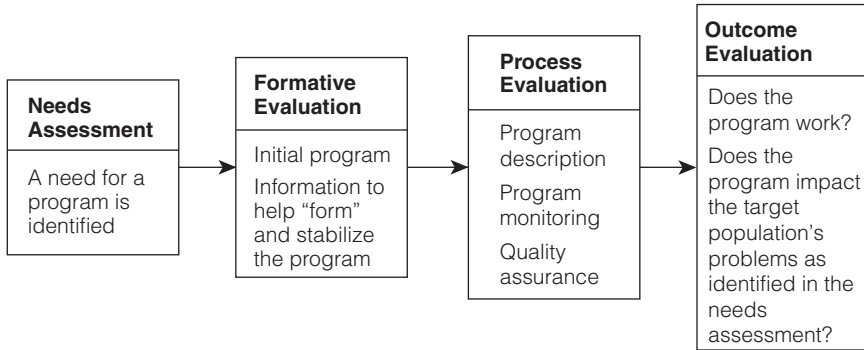 Needs
Assessment
A need for a
program is
identified
Formative
Evaluation
Initial program
Information to
help “form”
and stabilize
the program
Process
Evaluation
Program
description
Program
monitoring
Quality
assurance
Outcome
Evaluation
Does the
program work?
Does the
program impact
the target
population’s
problems as
identified in the
needs
assessment?